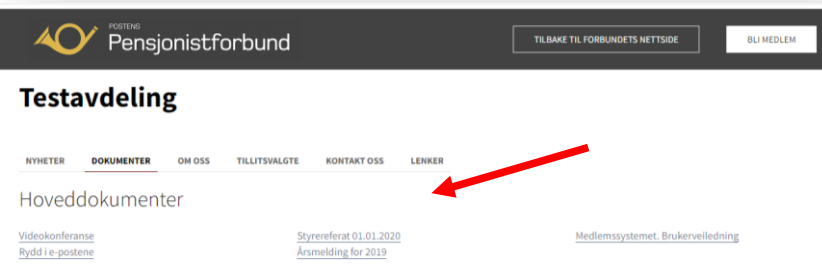 POSTENS
Pensjonistforbund
TILBAKE TIL FORBUNDETS NETTSIDE
BLI MEDLEM
Testavdeling
NYHETER DOKUMENTER OM OSS TILLITSVALGTE KONTAKT OSS LENKER
Hoveddokumenter
Videokonferanse Styrereferat 01.01.2020 Medlemssystemet. Brukerveiledning
Rydd i e-postene Årsmelding for 2019